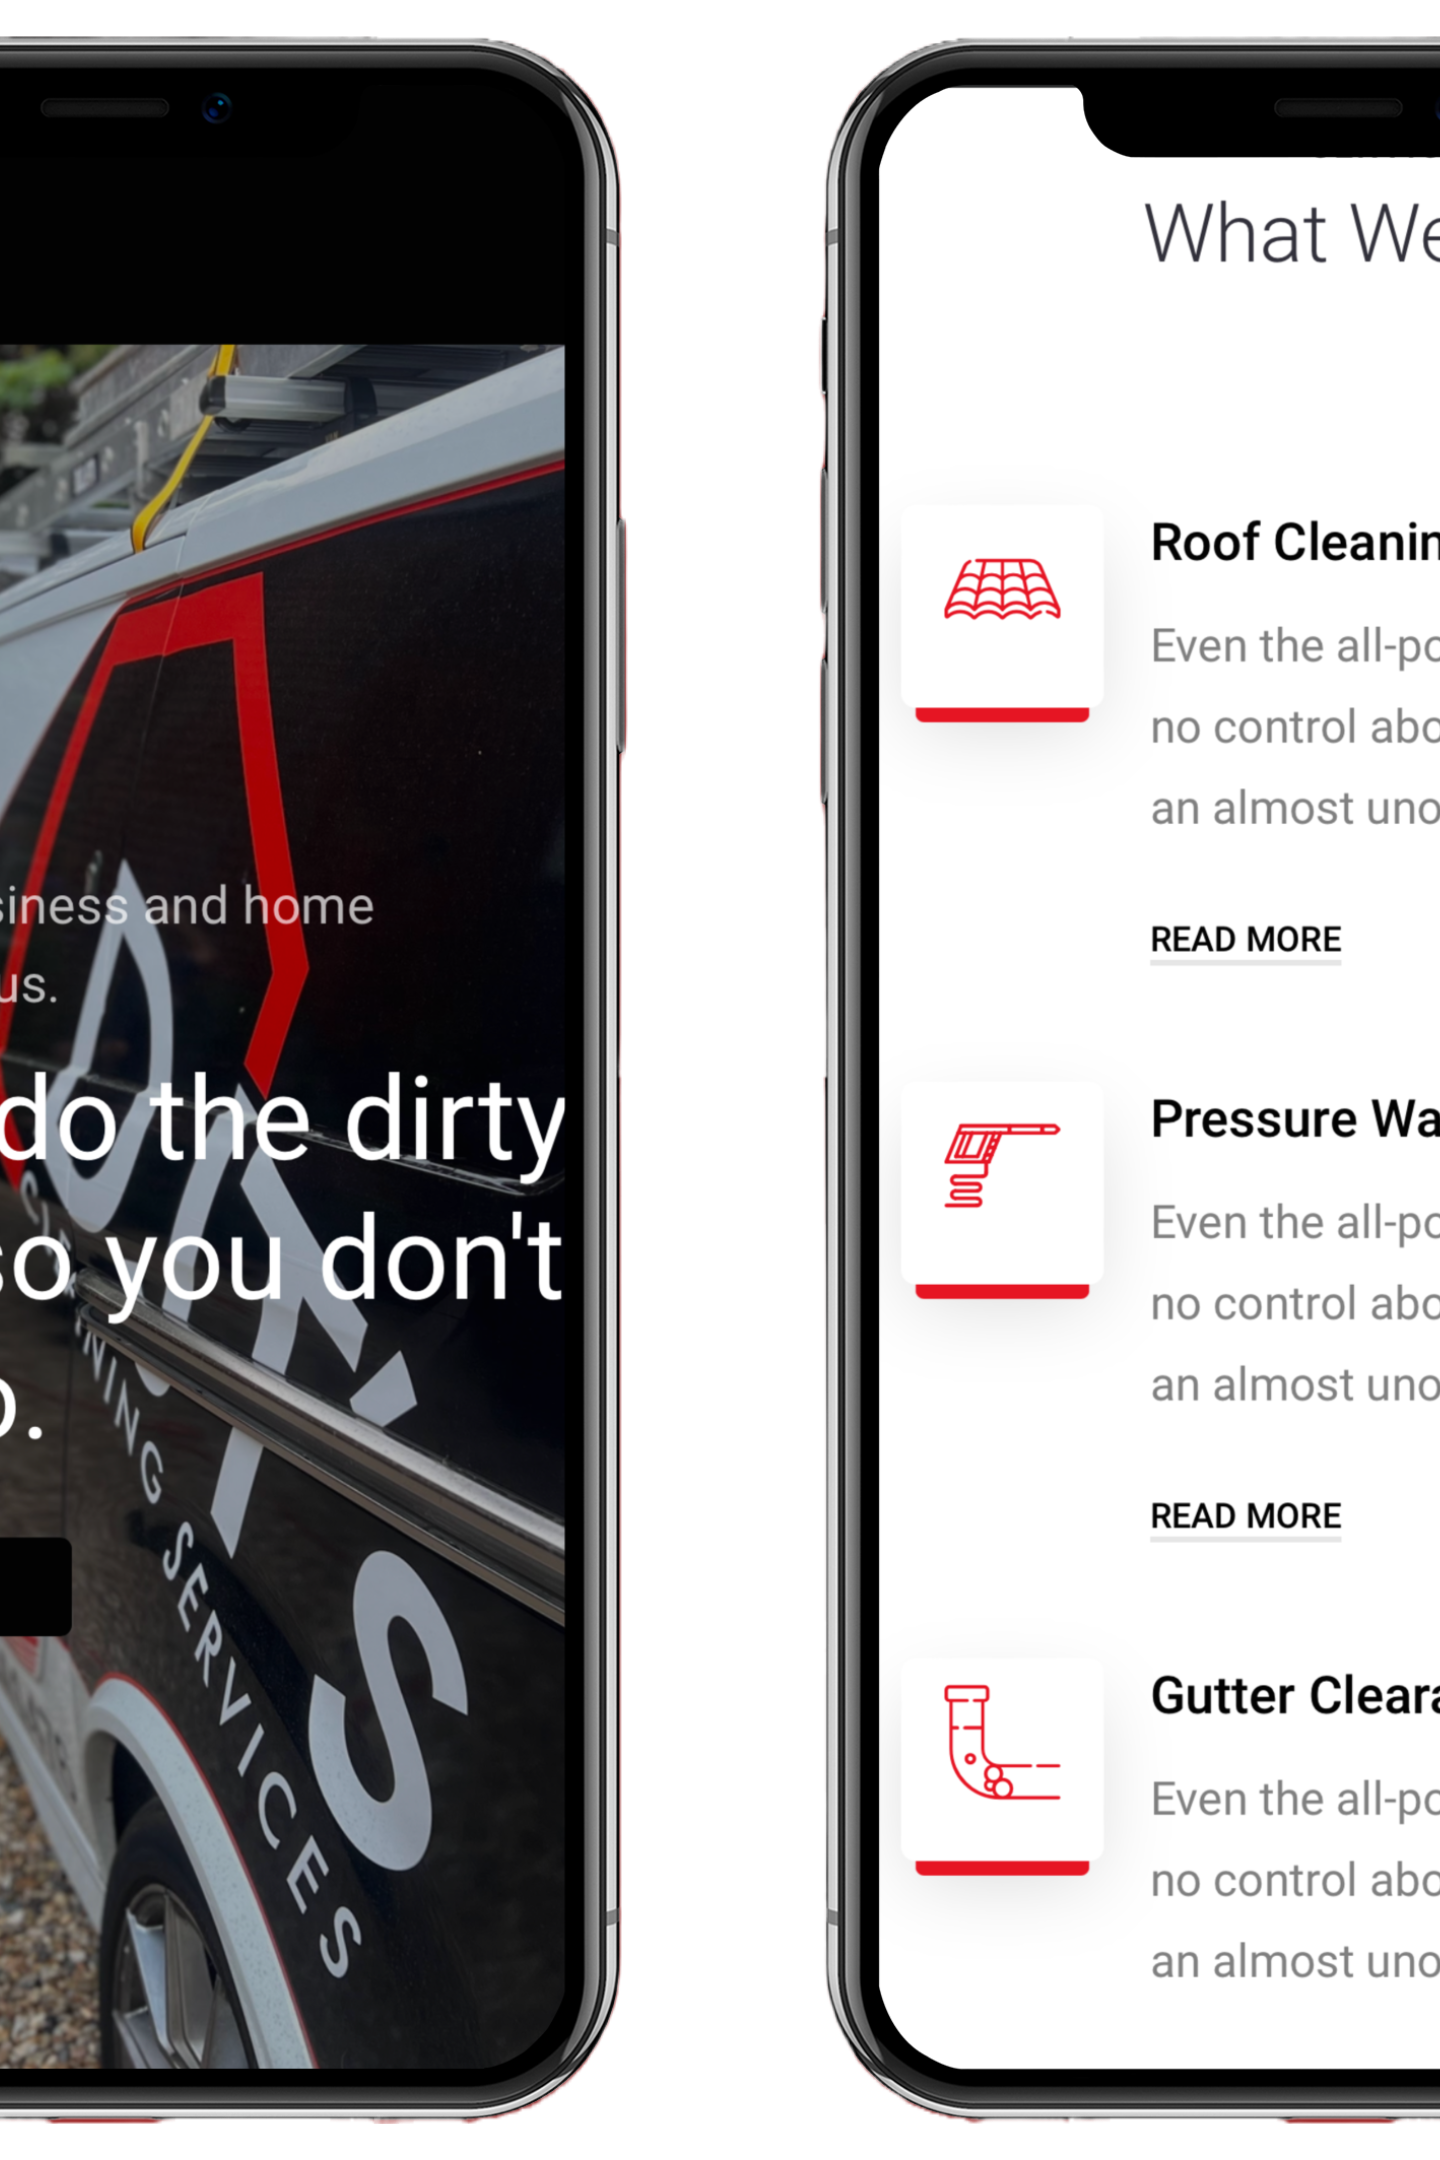 siness and home
us.
do the dirty
so you don't
o.
D
K'S
CLEANING SERVICES
What We
Roof Cleanin
Even the all-po
no control abo
an almost uno
READ MORE
Pressure Wa
Even the all-po
no control abo
an almost uno
READ MORE
Gutter Cleara
Even the all-po
no control abo
an almost uno